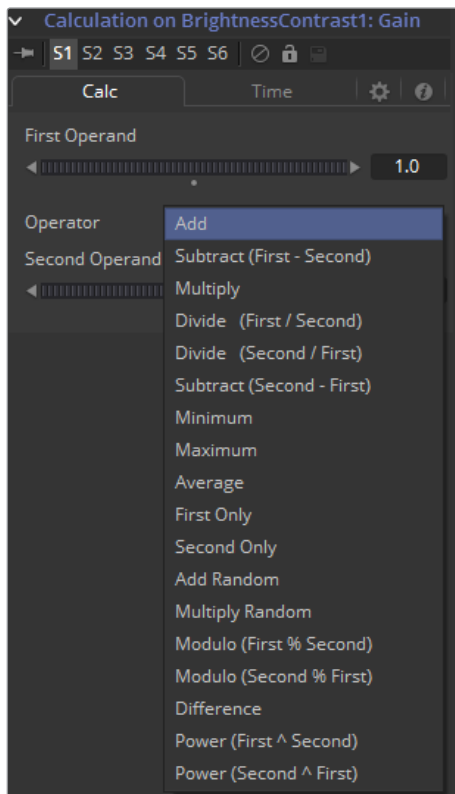 Calculation on BrightnessContrast1: Gain
S1 S2 S3 S4 S5 S6
Calc Time
First Operand
1.0
Operator
Add
Subtract (First - Second)
Second Operand
Multiply
Divide (First / Second)
Divide (Second / First)
Subtract (Second - First)
Minimum
Maximum
Average
First Only
Second Only
Add Random
Multiply Random
Modulo (First % Second)
Modulo (Second % First)
Difference
Power (First ^ Second)
Power (Second ^ First)